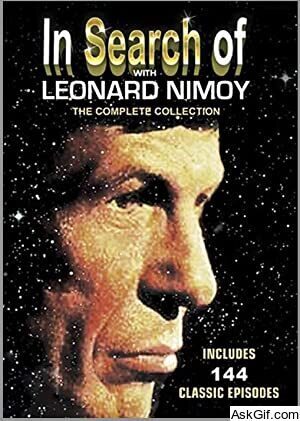 In Search of
WITH
LEONARD NIMOY
THE COMPLETE COLLECTION
INCLUDES
144
CLASSIC EPISODES
AskGif.com